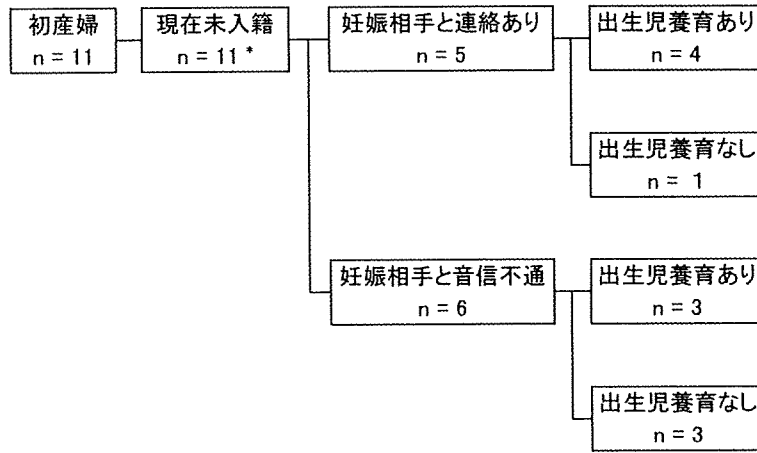 初産婦
n = 11
現在未入籍
n = 11 *
妊娠相手と連絡あり
n = 5
出生児養育あり
n = 4
出生児養育なし
n = 1
妊娠相手と音信不通
n = 6
出生児養育あり
n = 3
出生児養育なし
n = 3